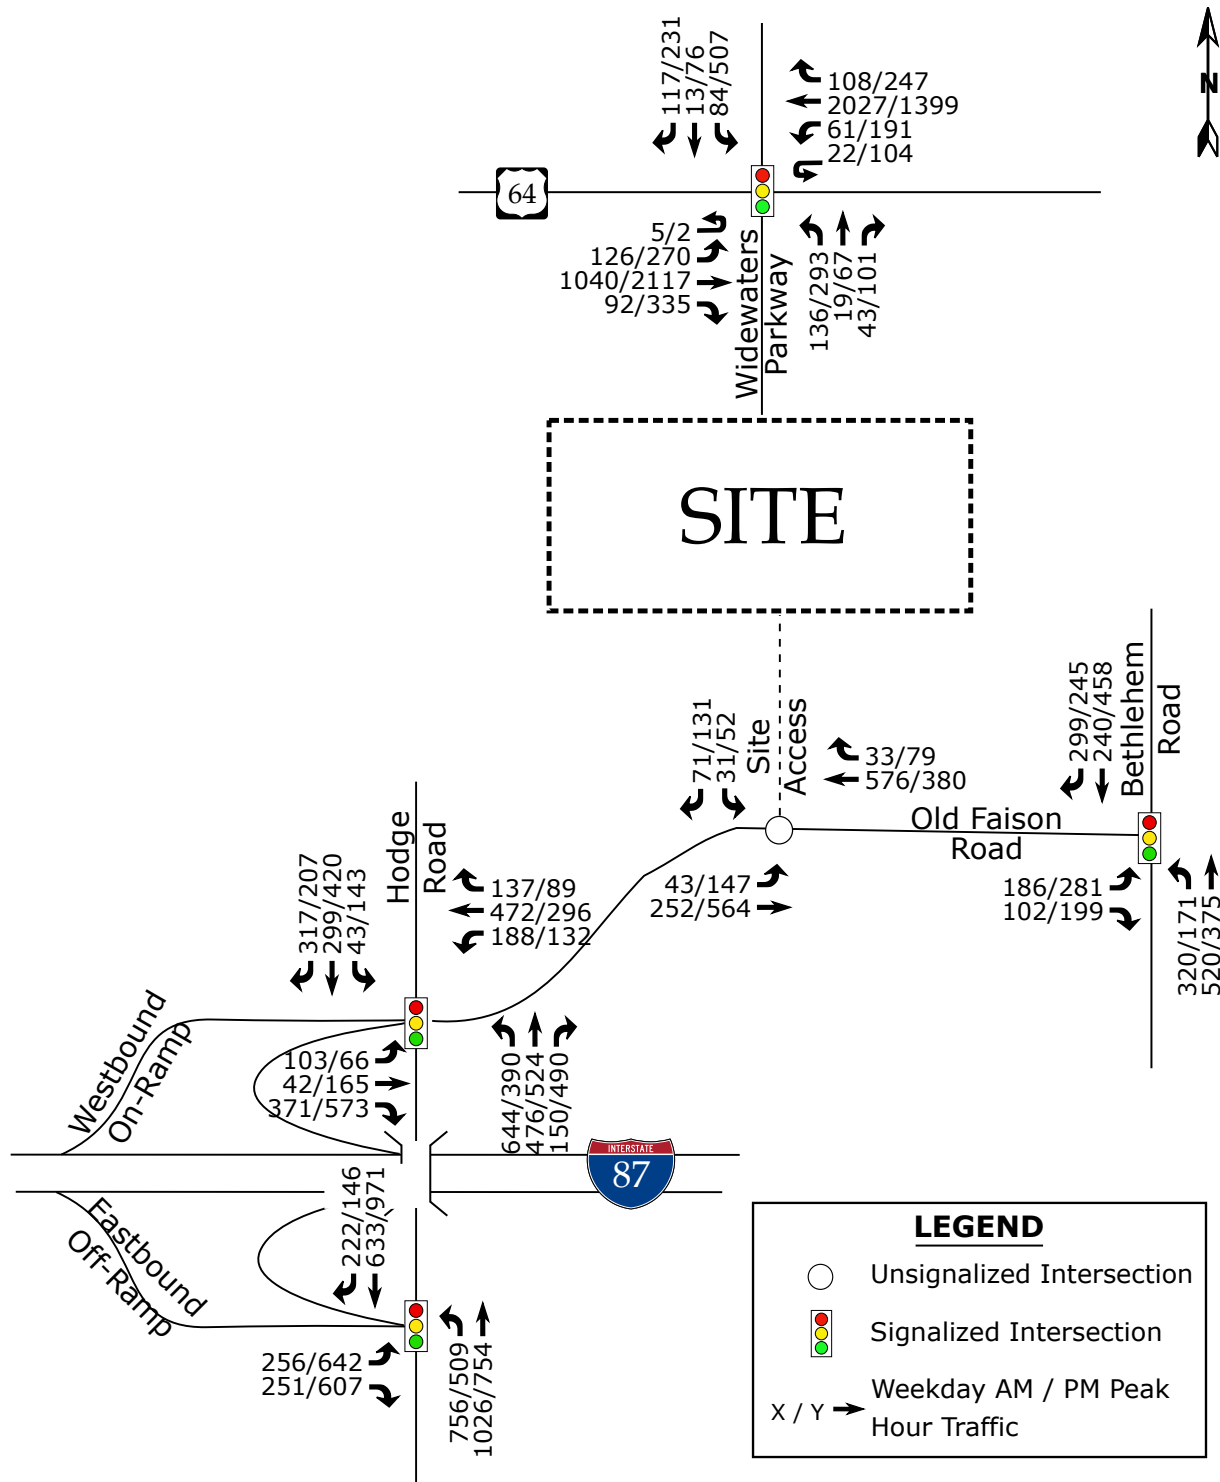 117/231
13/76
84/507
108/247
2027/1399
61/191
22/104
N
64
5/2
126/270
1040/2117
92/335
Widewaters
Parkway
136/293
19/67
43/101
SITE
71/131
31/52
Site
Access
33/79
576/380
299/245
240/458
Bethlehem
Road
Old Faison
Road
43/147
252/564
186/281
102/199
320/171
520/375
317/207
299/420
43/143
Hodge
Road
137/89
472/296
188/132
Westbound
On-Ramp
103/66
42/165
371/573
644/390
476/524
150/490
INTERSTATE
87
Eastbound
Off-Ramp
222/146
633/971
256/642
251/607
756/509
1026/754
LEGEND
Unsignalized Intersection
Signalized Intersection
X / Y
Weekday AM / PM Peak
Hour Traffic